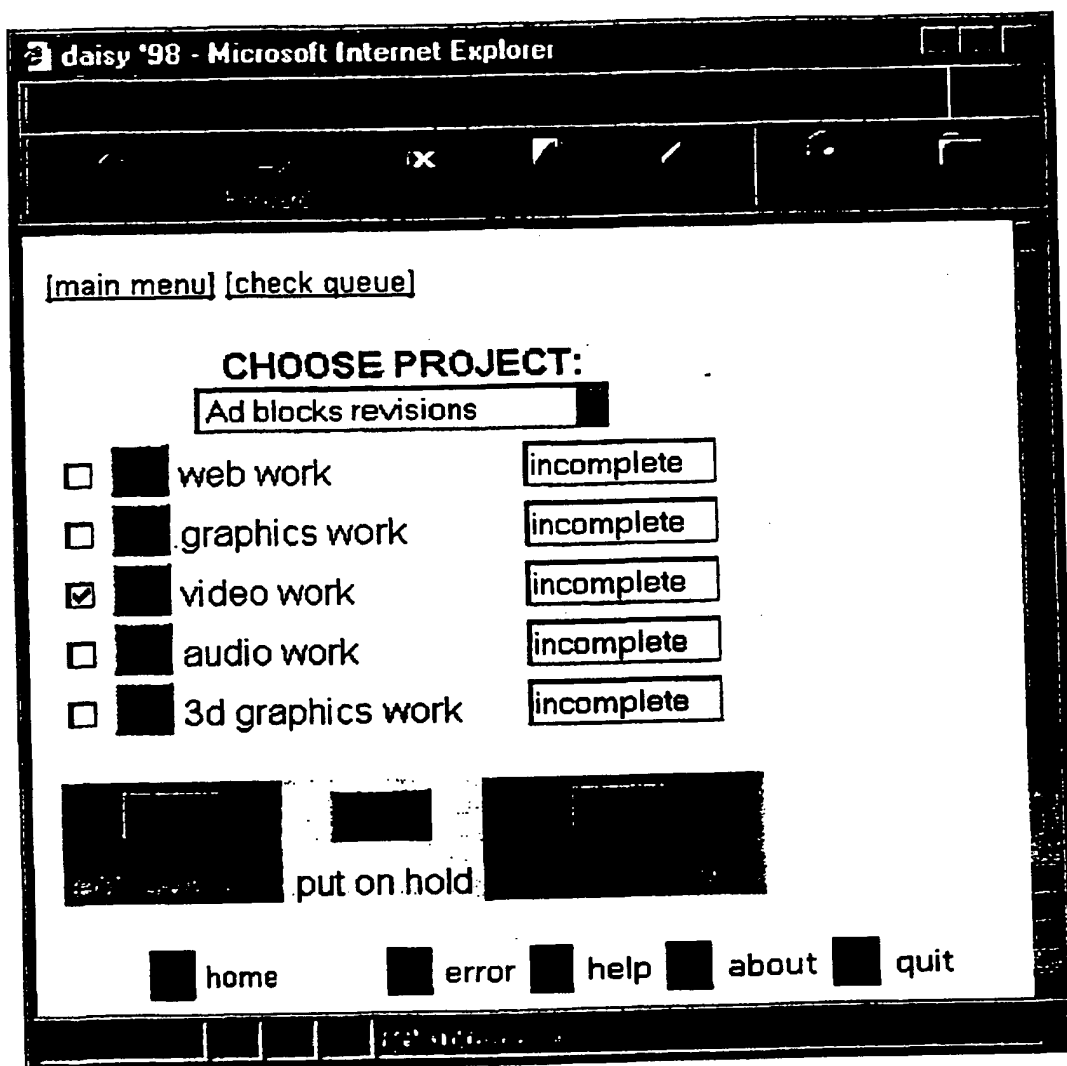 daisy '98 - Microsoft Internet Explorer
[main menu] [check queue]
CHOOSE PROJECT:
Ad blocks revisions
web work incomplete
graphics work incomplete
video work incomplete
audio work incomplete
3d graphics work incomplete
put on hold
home error help about quit